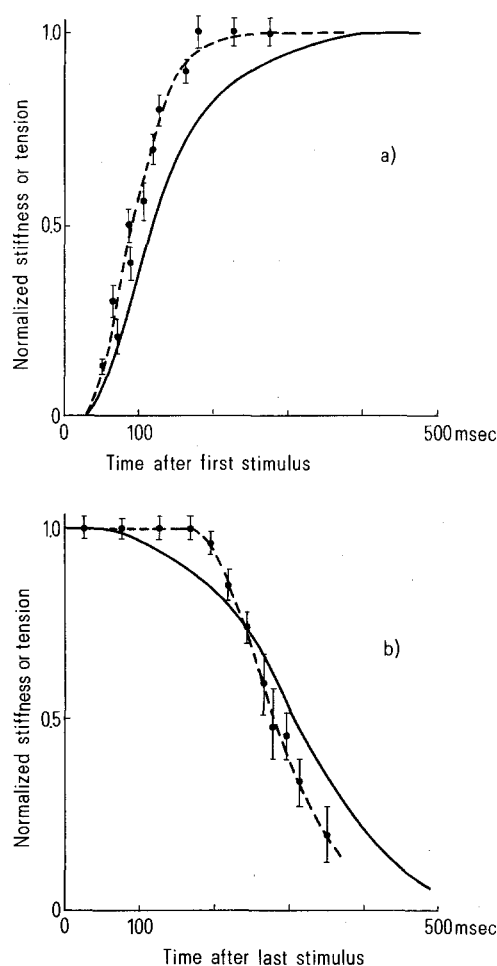 1.0
0.5
0
Normalized stiffness or tension
a)
0
100
500 msec
Time after first stimulus
1.0
0.5
0
Normalized stiffness or tension
b)
0
100
500 msec
Time after last stimulus